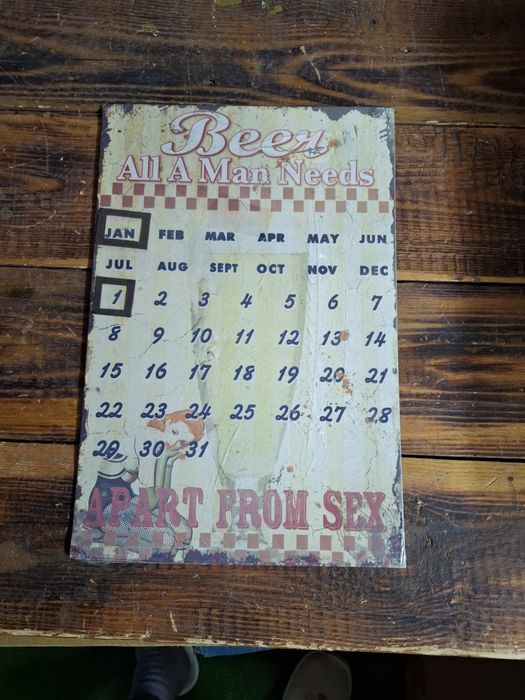 Beer
All A Man Needs
JAN FEB MAR APR MAY JUN
JUL AUG SEPT OCT NOV DEC
1 2 3 4 5 6 7
8 9 10 11 12 13 14
15 16 17 18 19 20 21
22 23 24 25 26 27 28
29 30 31
APART FROM SEX